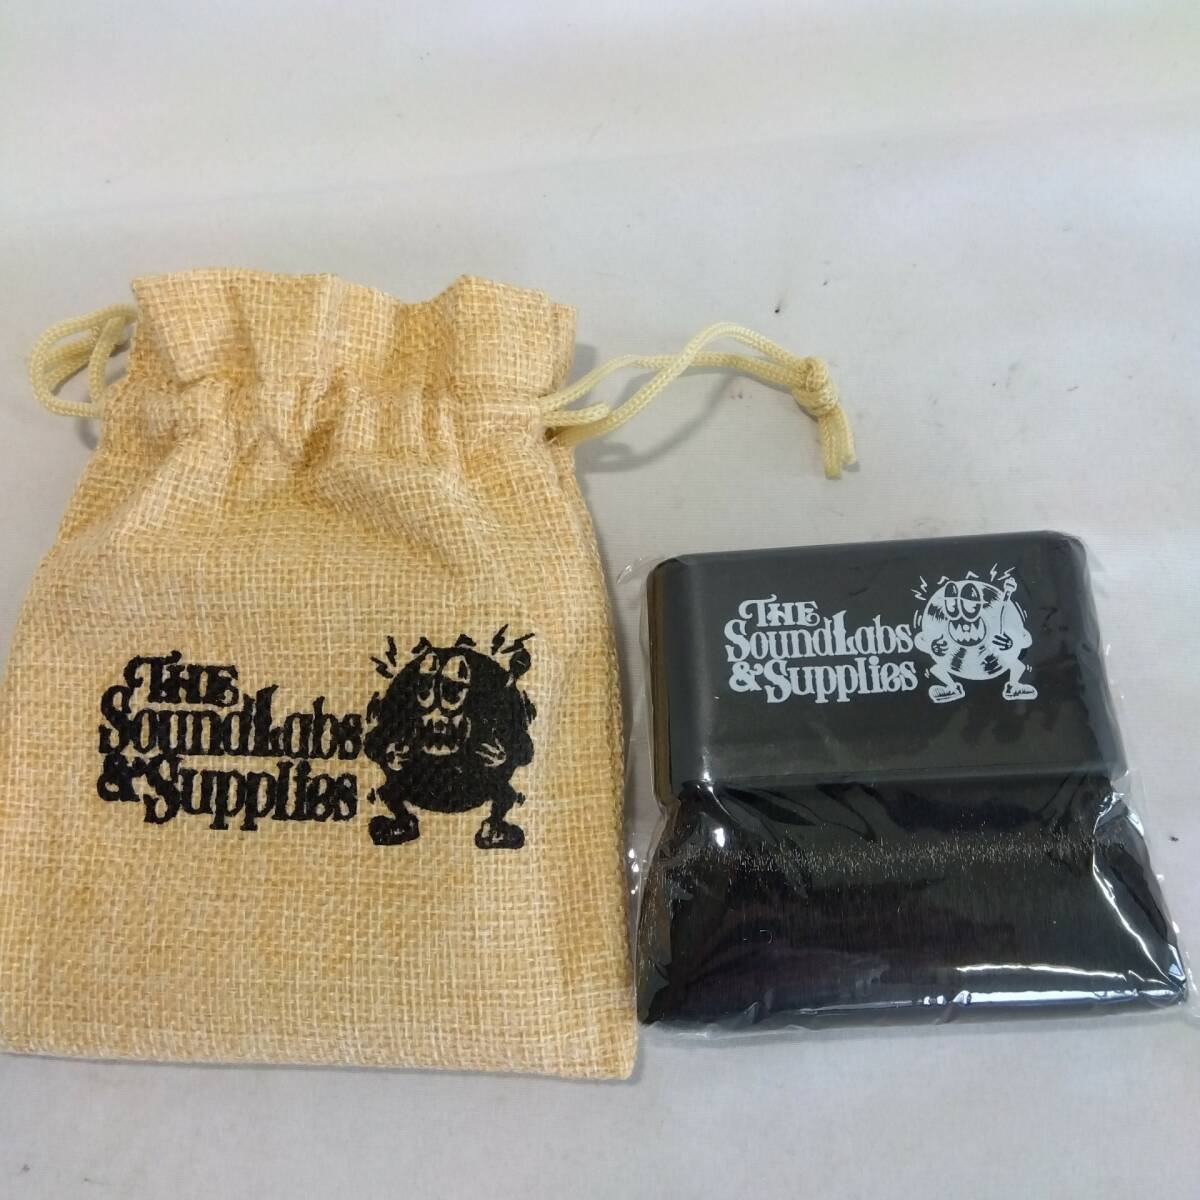 THE
SoundLabs
& Supplies
THE
SoundLabs
& Supplies